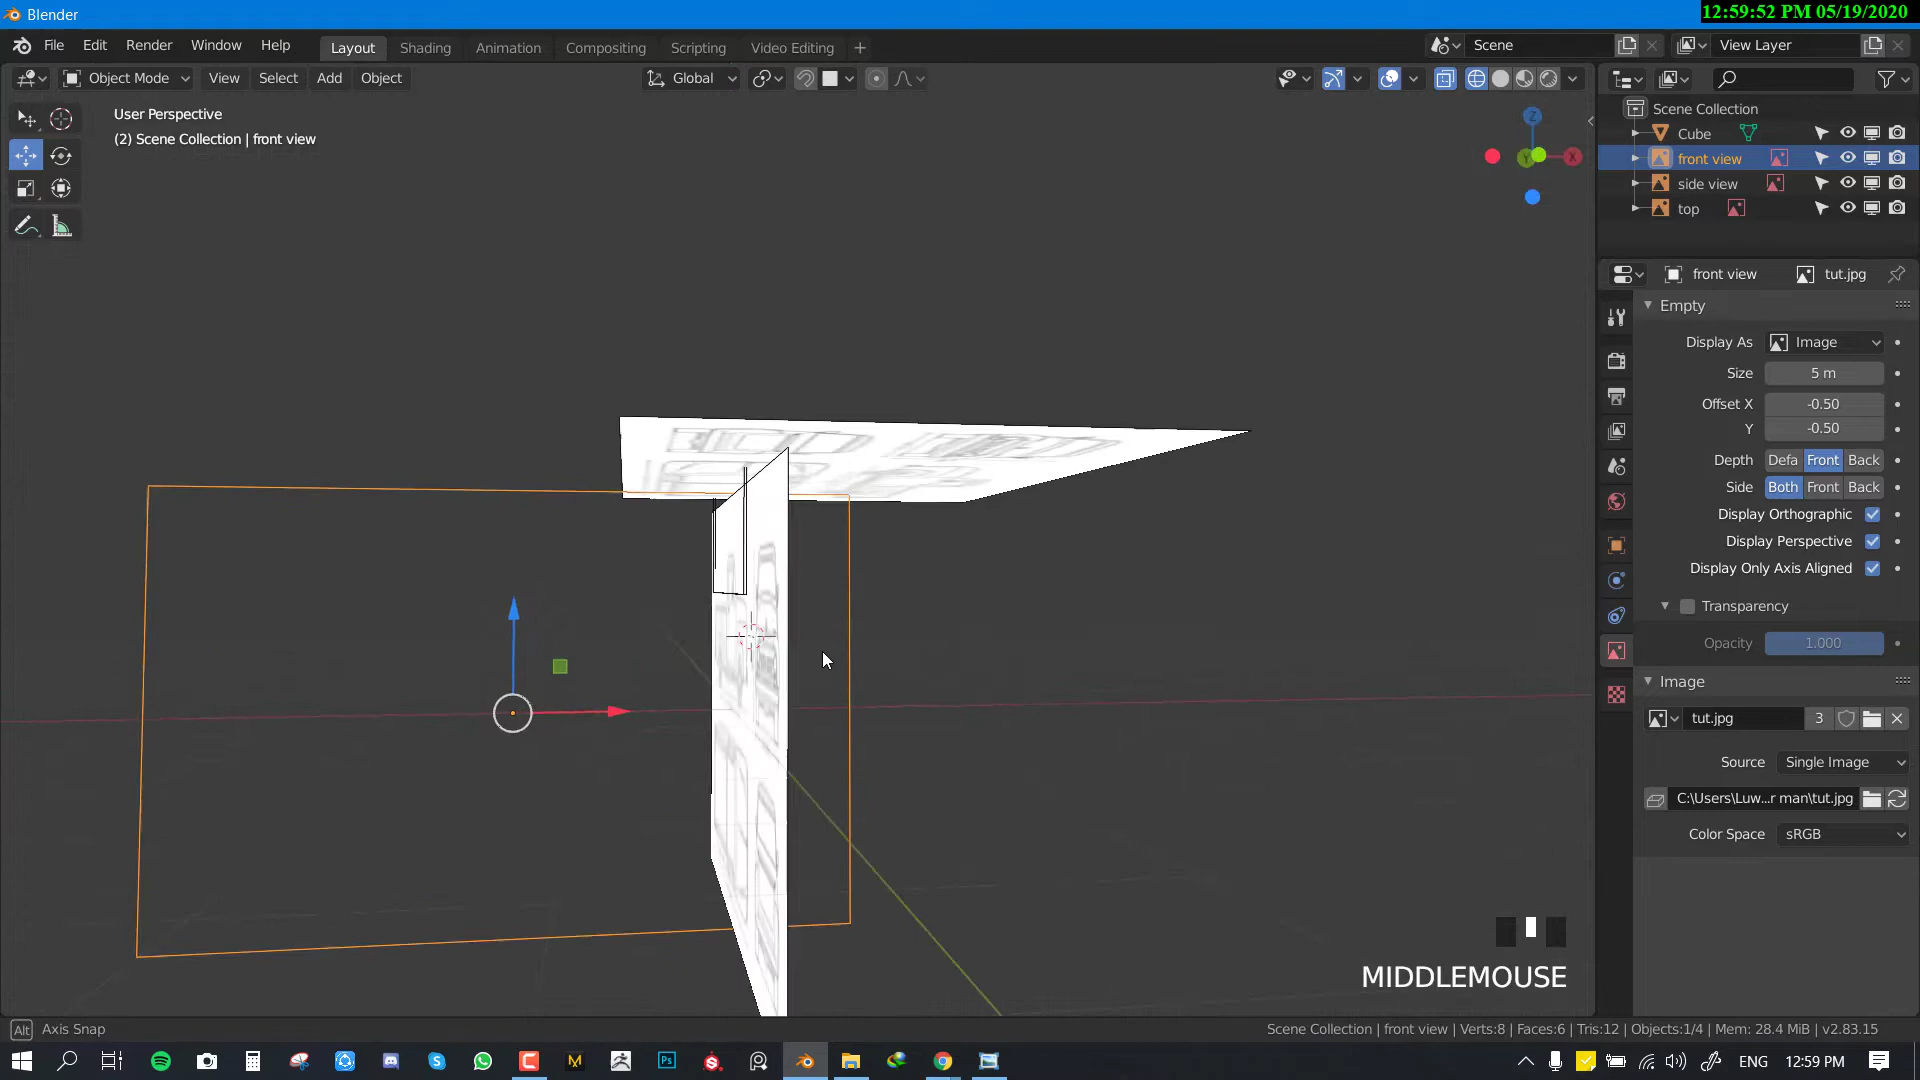 Blender
12:59:52 PM 05/19/2020
File Edit Render Window Help
Layout Shading Animation Compositing Scripting Video Editing +
Scene
View Layer
Object Mode View Select Add Object
Global
User Perspective
(2) Scene Collection | front view
Z
Y
X
Scene Collection
Cube
front view
side view
top
front view
tut.jpg
Empty
Display As Image
Size 5 m
Offset X -0.50
Y -0.50
Depth Defa Front Back
Side Both Front Back
Display Orthographic
Display Perspective
Display Only Axis Aligned
Transparency
Opacity 1.000
Image
tut.jpg 3
Source Single Image
C:\Users\Luw...r man\tut.jpg
Color Space sRGB
MIDDLEMOUSE
Alt Axis Snap
Scene Collection | front view | Verts:8 | Faces:6 | Tris:12 | Objects:1/4 | Mem: 28.4 MiB | v2.83.15
Ps
ENG 12:59 PM